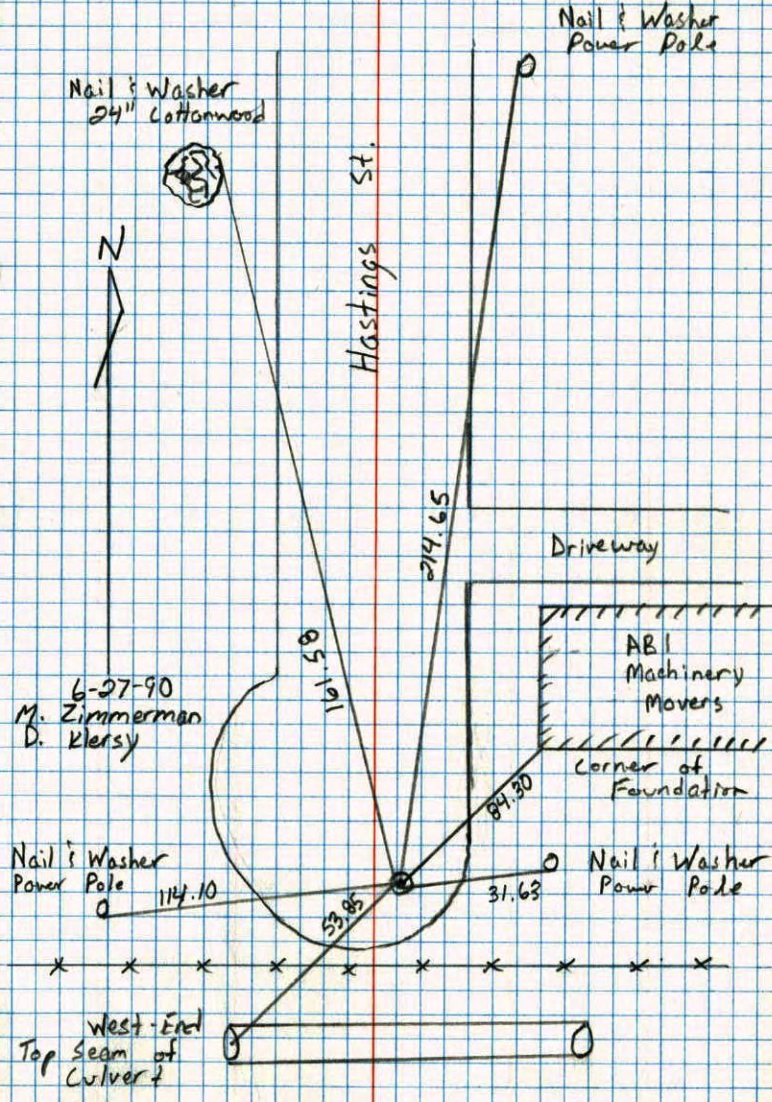 Nail & Washer
Power Pole
Nail & Washer
24" Cottonwood
Hastings St.
N
214.65
Driveway
161.58
ABI
Machinery
Movers
6-27-90
M. Zimmerman
D. Klersy
Corner of
Foundation
84.30
Nail & Washer
Power Pole
114.10
Nail & Washer
Power Pole
31.63
53.85
West-End
Top Seam of
Culvert